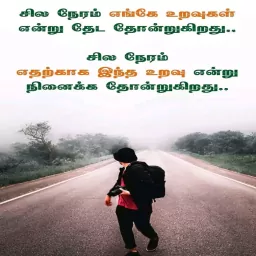 சில நேரம் எங்கே உறவுகள்
என்று தேட தோன்றுகிறது..
சில நேரம்
எதற்காக இந்த உறவு என்று
நினைக்க தோன்றுகிறது..